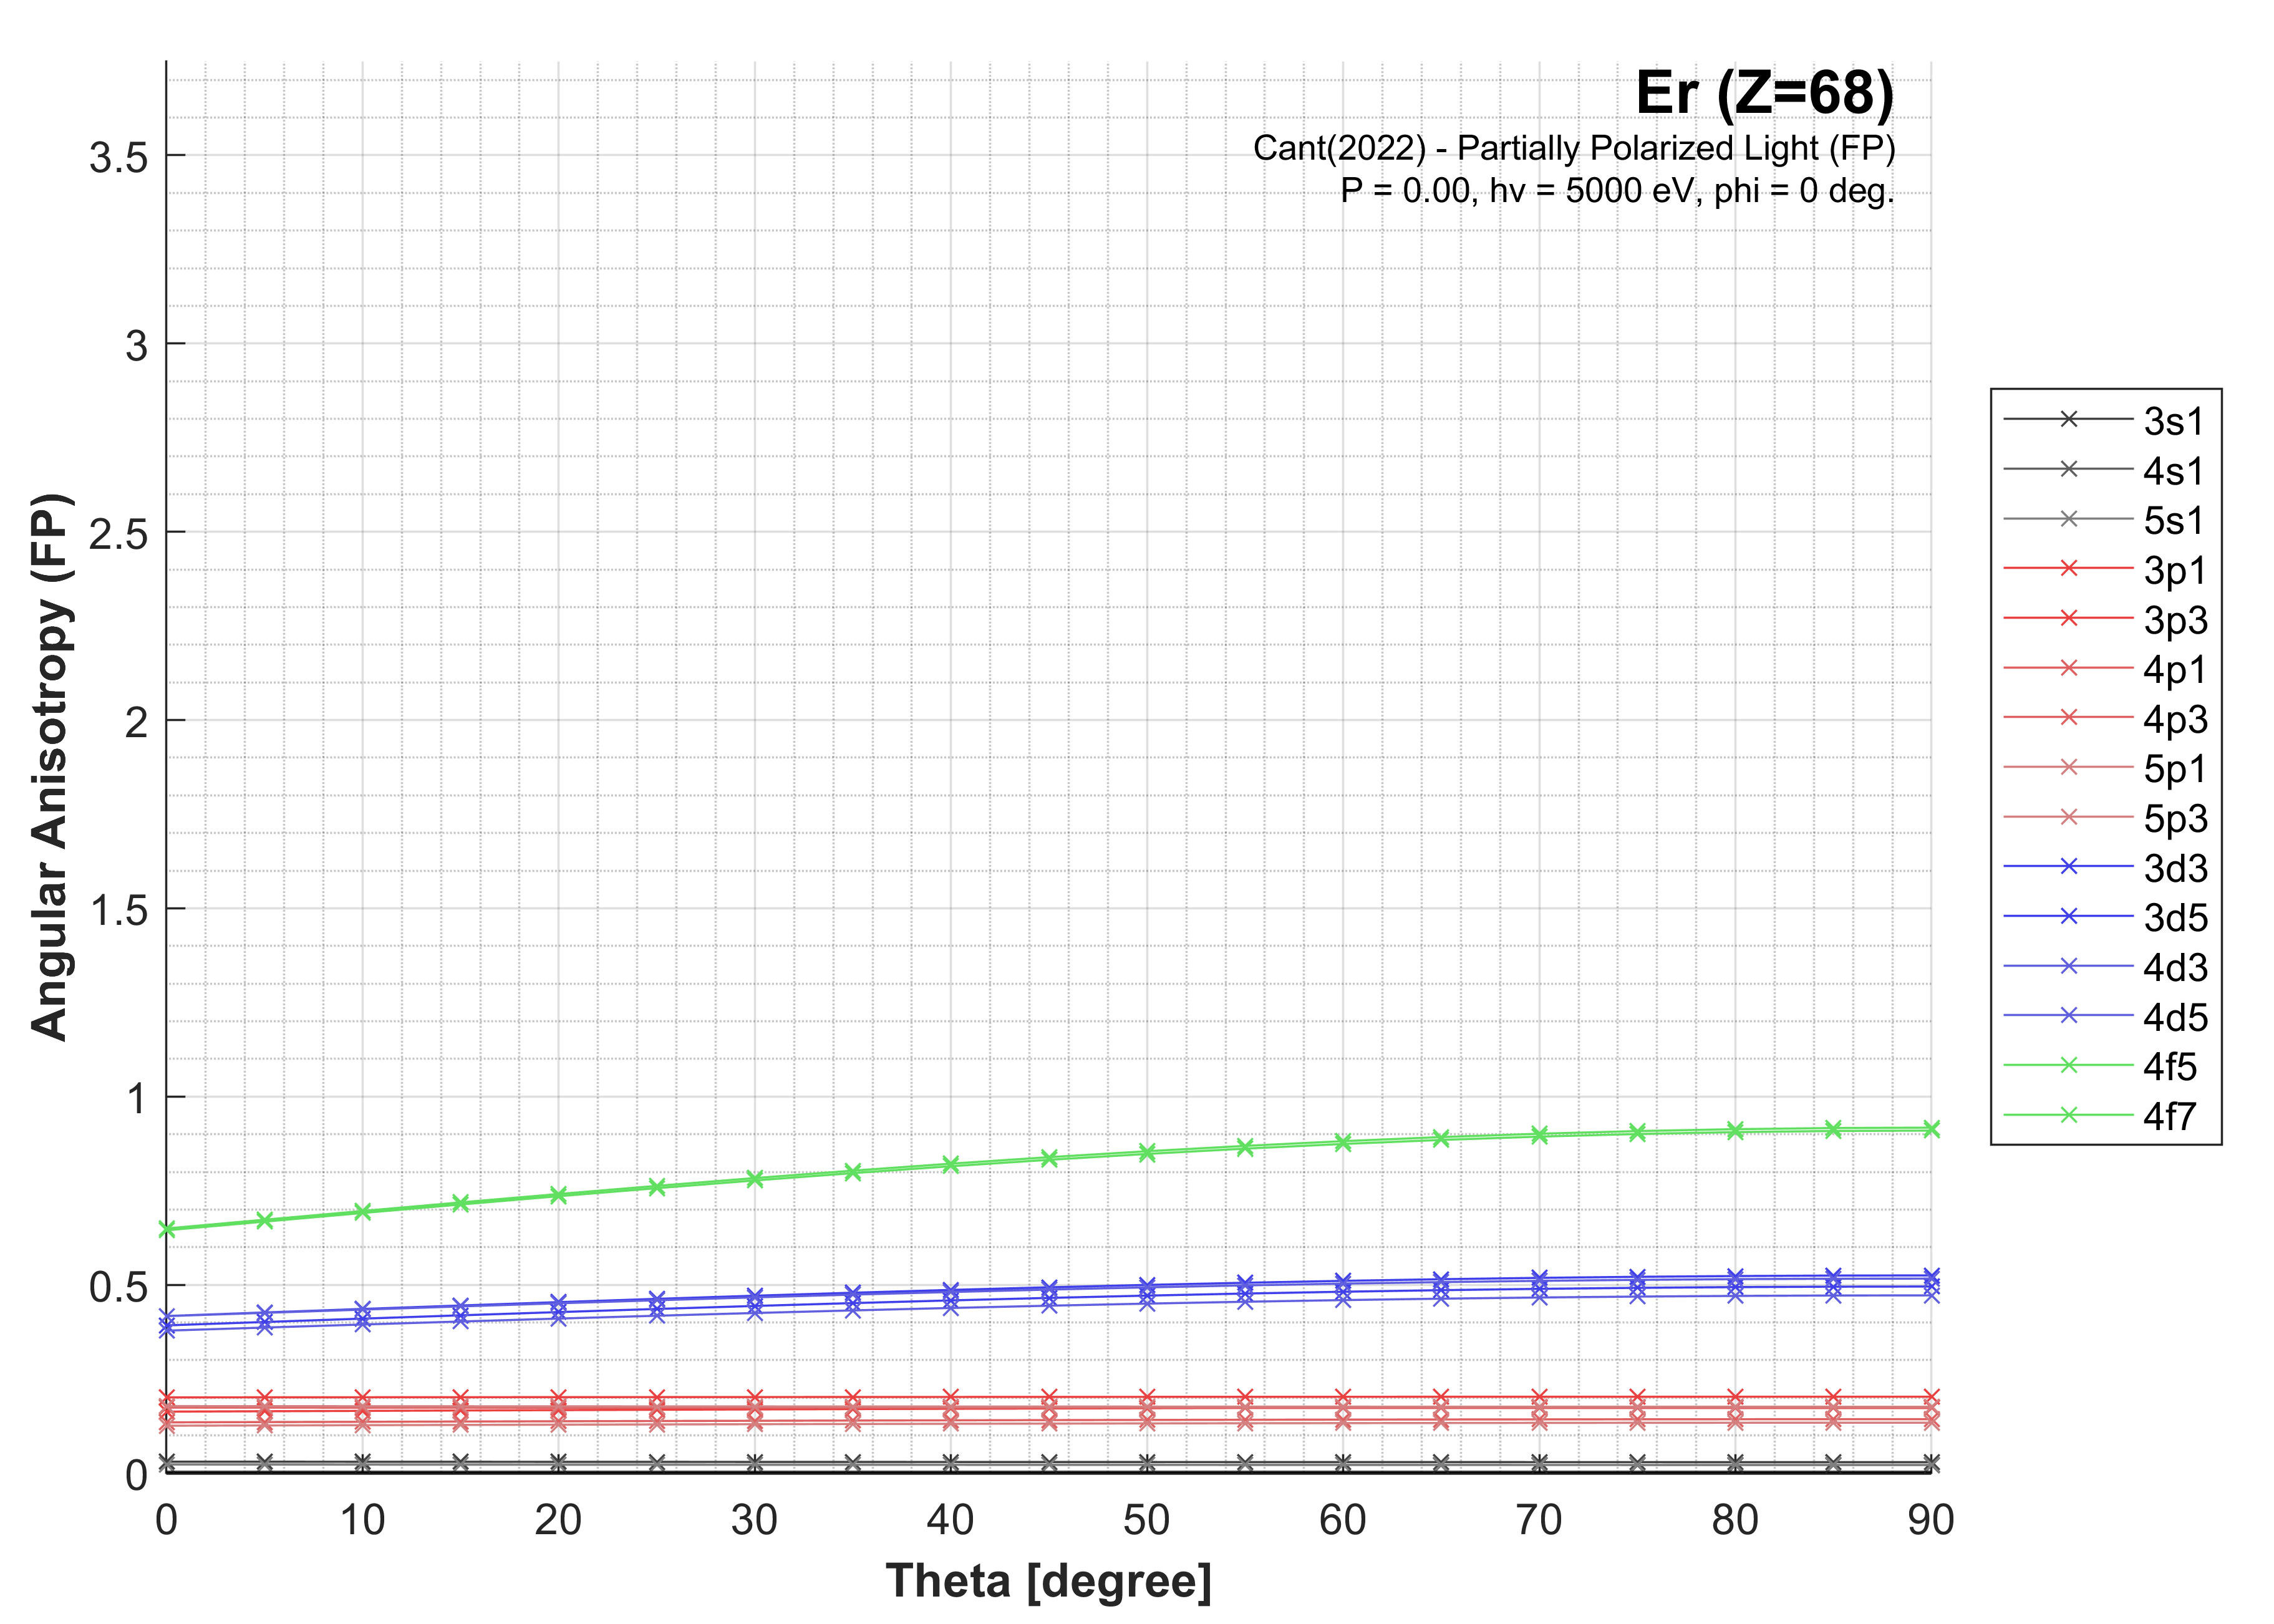 Er (Z=68)
Cant(2022) - Partially Polarized Light (FP)
P = 0.00, hv = 5000 eV, phi = 0 deg.
Angular Anisotropy (FP)
3.5
3
2.5
2
1.5
1
0.5
0
0 10 20 30 40 50 60 70 80 90
Theta [degree]
3s1
4s1
5s1
3p1
3p3
4p1
4p3
5p1
5p3
3d3
3d5
4d3
4d5
4f5
4f7